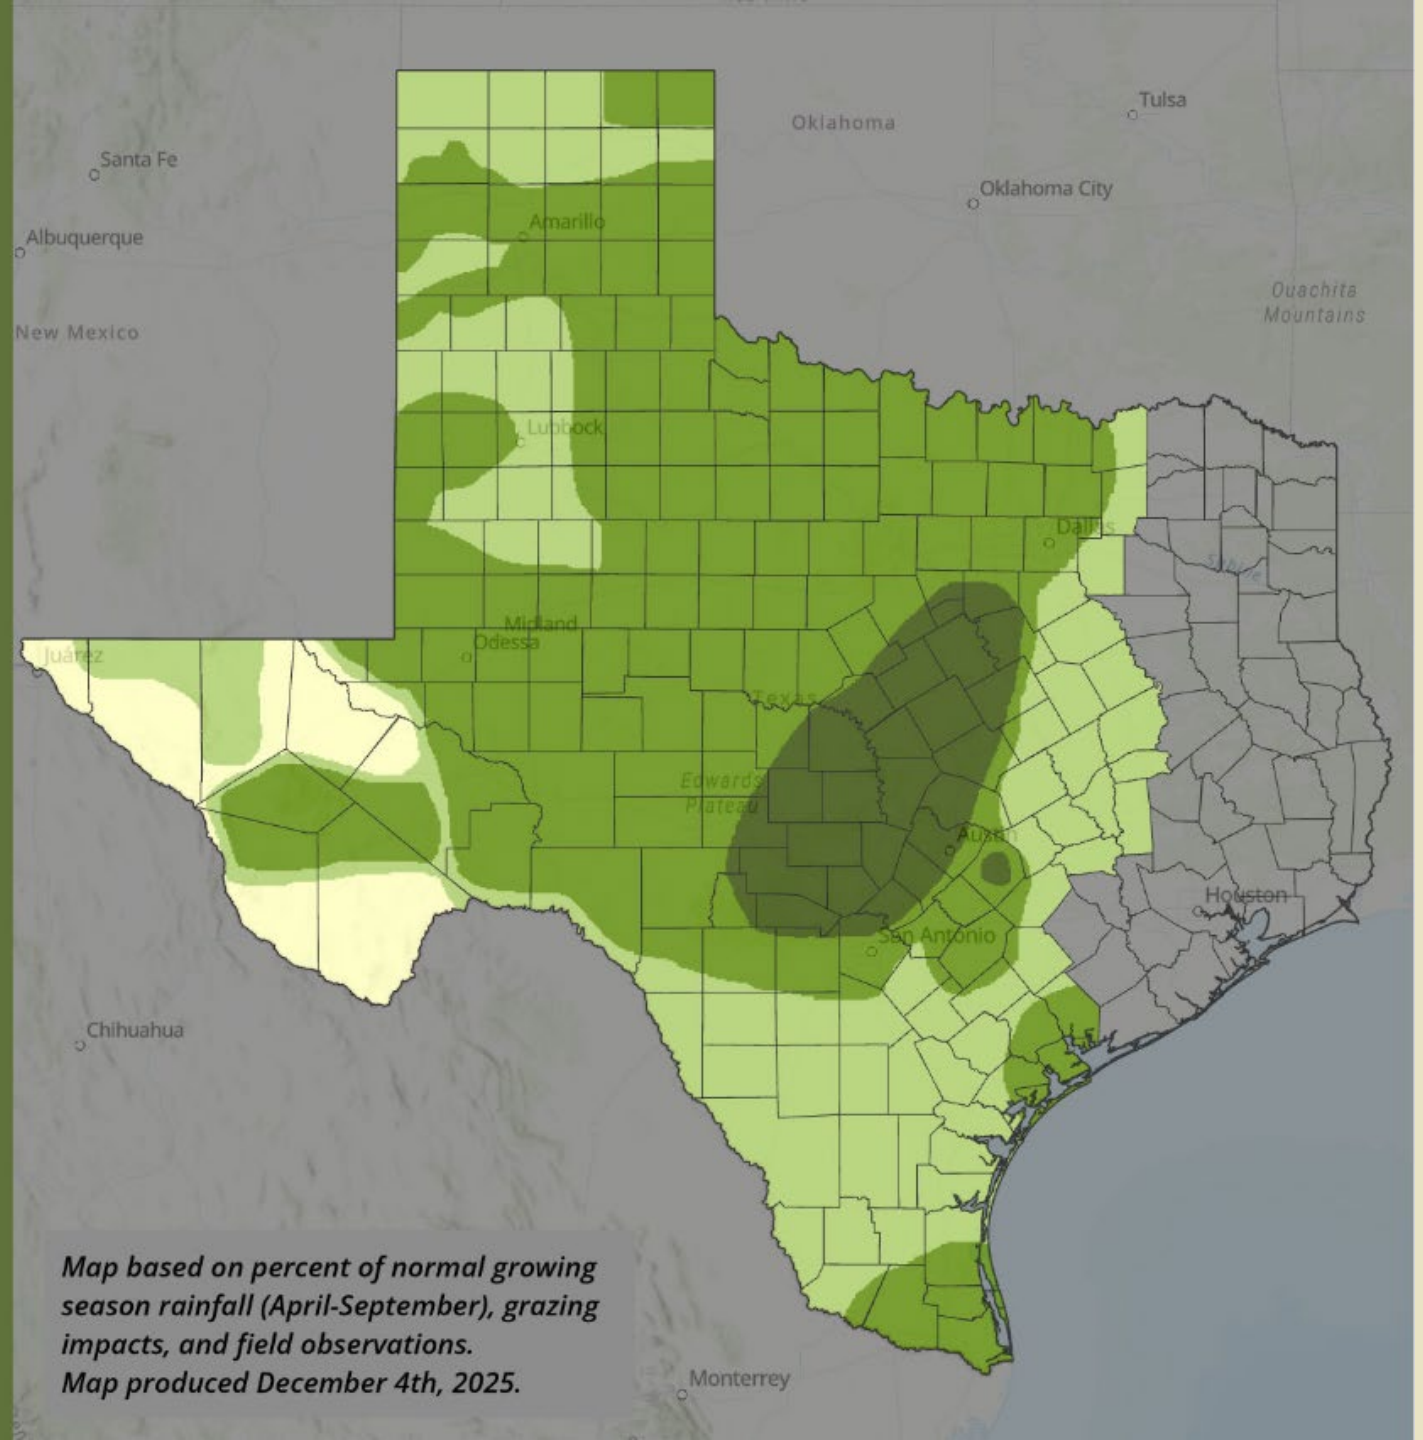 Tulsa
Oklahoma
Santa Fe
Oklahoma City
Amarillo
Albuquerque
Ouachita
Mountains
New Mexico
Lubbock
Dallas
Sabine
Midland
Odessa
Juárez
Texas
Edwards
Plateau
Austin
Houston
San Antonio
Chihuahua
Map based on percent of normal growing
season rainfall (April-September), grazing
impacts, and field observations.
Map produced December 4th, 2025.
Monterrey